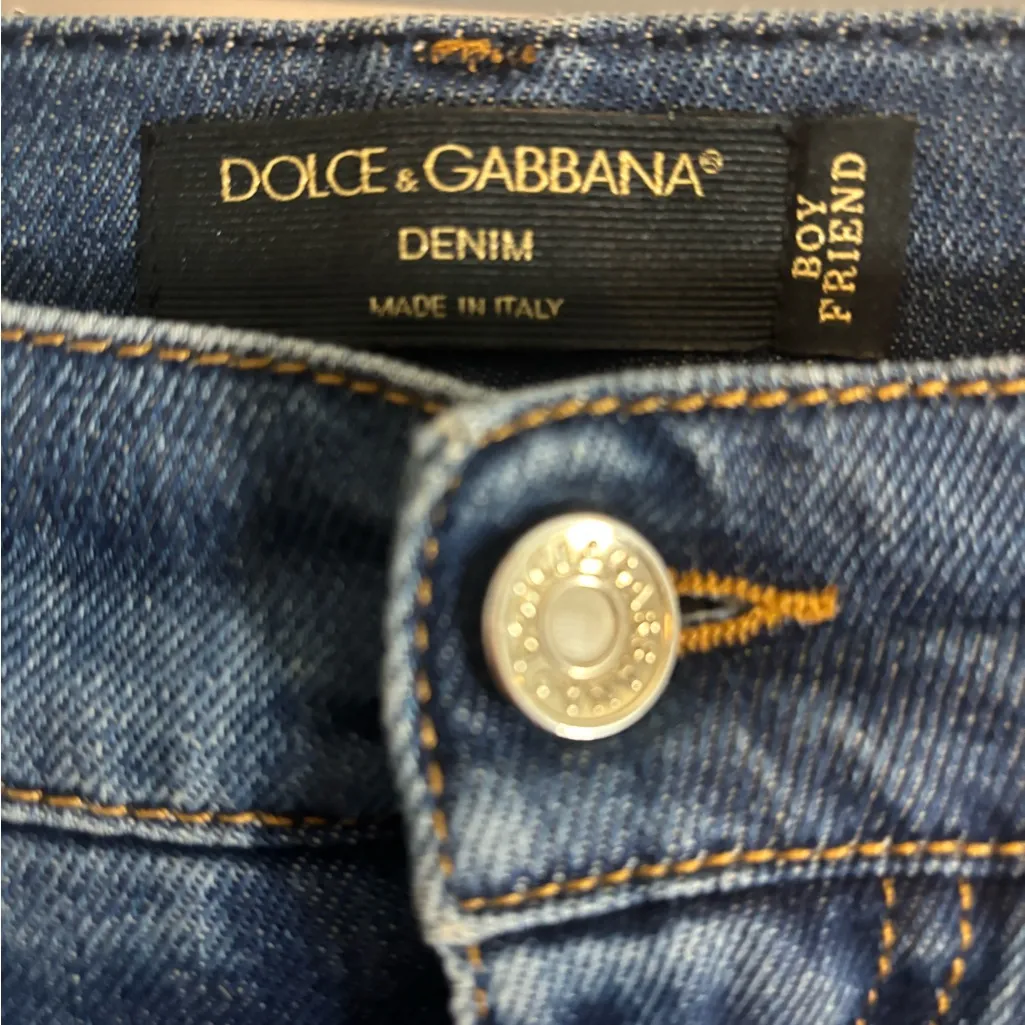 DOLCE & GABBANA®
DENIM
MADE IN ITALY
BOY
FRIEND